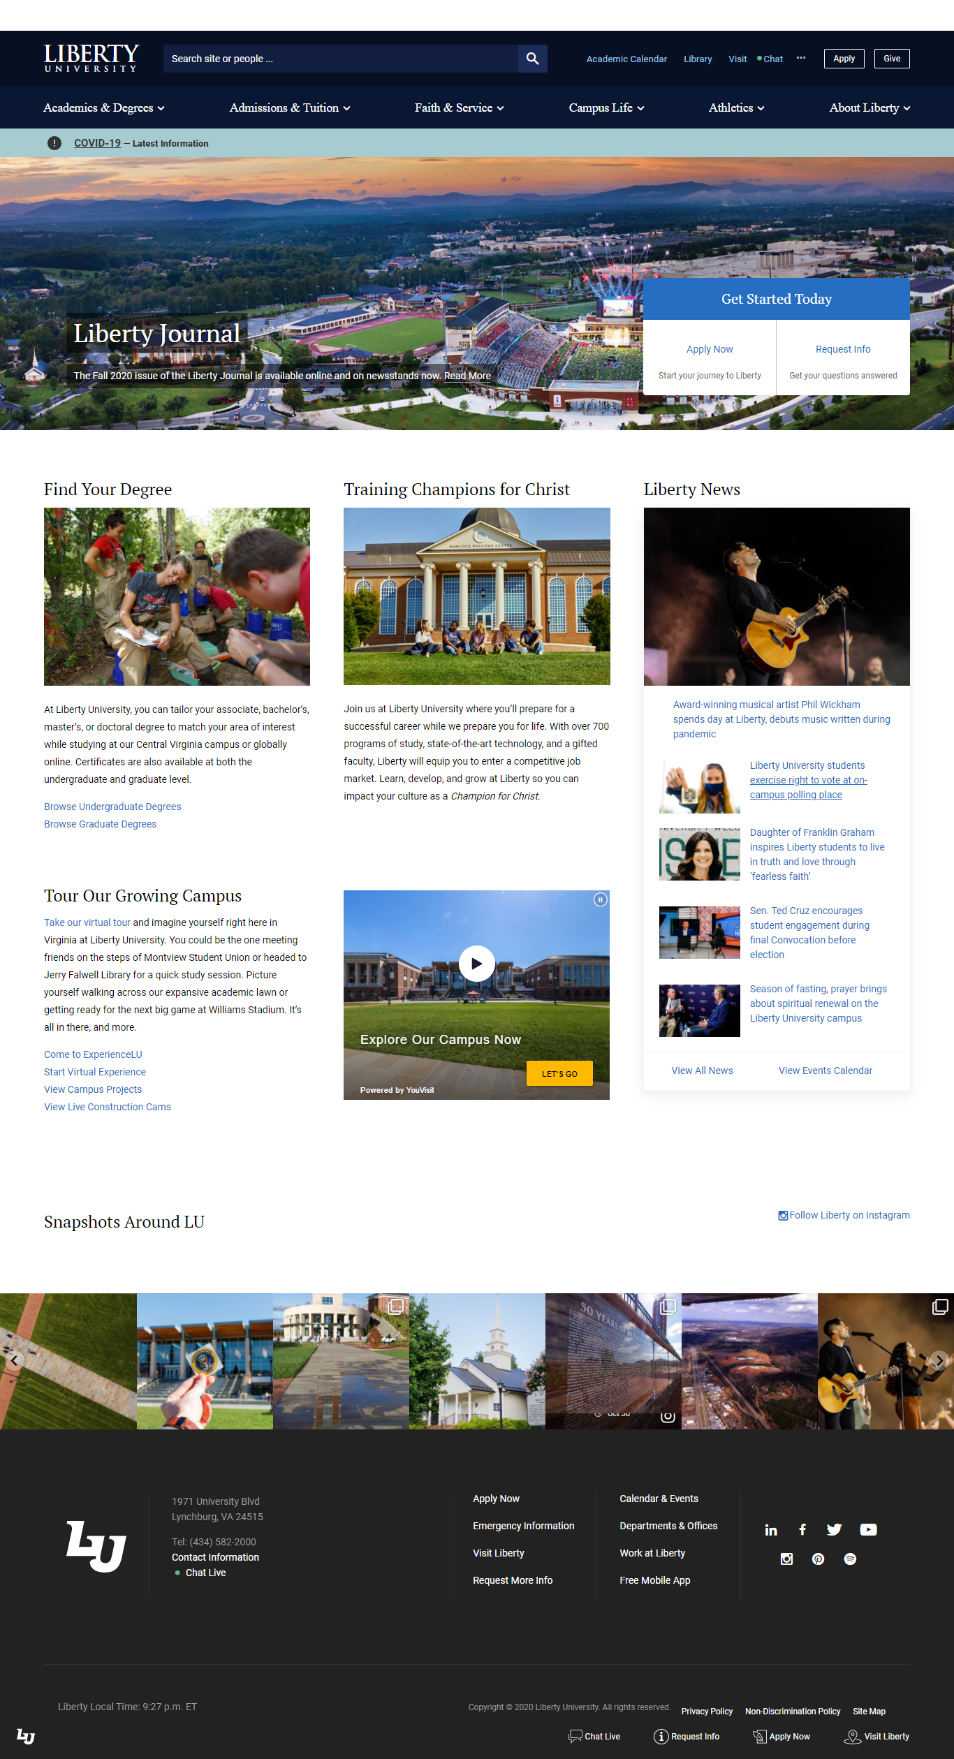 LIBERTY
UNIVERSITY
Search site or people ...
Academic Calendar
Library
Visit
Chat
Apply
Give
Academics & Degrees
Admissions & Tuition
Faith & Service
Campus Life
Athletics
About Liberty
COVID-19 – Latest Information
Liberty Journal
The Fall 2020 issue of the Liberty Journal is available online and on newsstands now. Read More
Get Started Today
Apply Now
Start your journey to Liberty
Request Info
Get your questions answered
Find Your Degree
At Liberty University, you can tailor your associate, bachelor's,
master's, or doctoral degree to match your area of interest
while studying at our Central Virginia campus or globally
online. Certificates are also available at both the
undergraduate and graduate level.
Browse Undergraduate Degrees
Browse Graduate Degrees
Training Champions for Christ
Join us at Liberty University where you'll prepare for a
successful career while we prepare you for life. With over 700
programs of study, state-of-the-art technology, and a gifted
faculty, Liberty will equip you to enter a competitive job
market. Learn, develop, and grow at Liberty so you can
impact your culture as a Champion for Christ.
Liberty News
Award-winning musical artist Phil Wickham
spends day at Liberty, debuts music written during
pandemic
Liberty University students
exercise right to vote at on-
campus polling place
Daughter of Franklin Graham
inspires Liberty students to live
in truth and love through
'fearless faith'
Sen. Ted Cruz encourages
student engagement during
final Convocation before
election
Season of fasting, prayer brings
about spiritual renewal on the
Liberty University campus
View All News
View Events Calendar
Tour Our Growing Campus
Take our virtual tour and imagine yourself right here in
Virginia at Liberty University. You could be the one meeting
friends on the steps of Montview Student Union or headed to
Jerry Falwell Library for a quick study session. Picture
yourself walking across our expansive academic lawn or
getting ready for the next big game at Williams Stadium. It's
all in there, and more.
Come to ExperienceLU
Start Virtual Experience
View Campus Projects
View Live Construction Cams
Explore Our Campus Now
LET'S GO
Powered by YouVisit
Snapshots Around LU
Follow Liberty on Instagram
50 YEARS
LU
1971 University Blvd
Lynchburg, VA 24515
Tel: (434) 582-2000
Contact Information
Chat Live
Apply Now
Emergency Information
Visit Liberty
Request More Info
Calendar & Events
Departments & Offices
Work at Liberty
Free Mobile App
Liberty Local Time: 9:27 p.m. ET
Copyright © 2020 Liberty University. All rights reserved.
Privacy Policy
Non-Discrimination Policy
Site Map
LU
Chat Live
Request Info
Apply Now
Visit Liberty